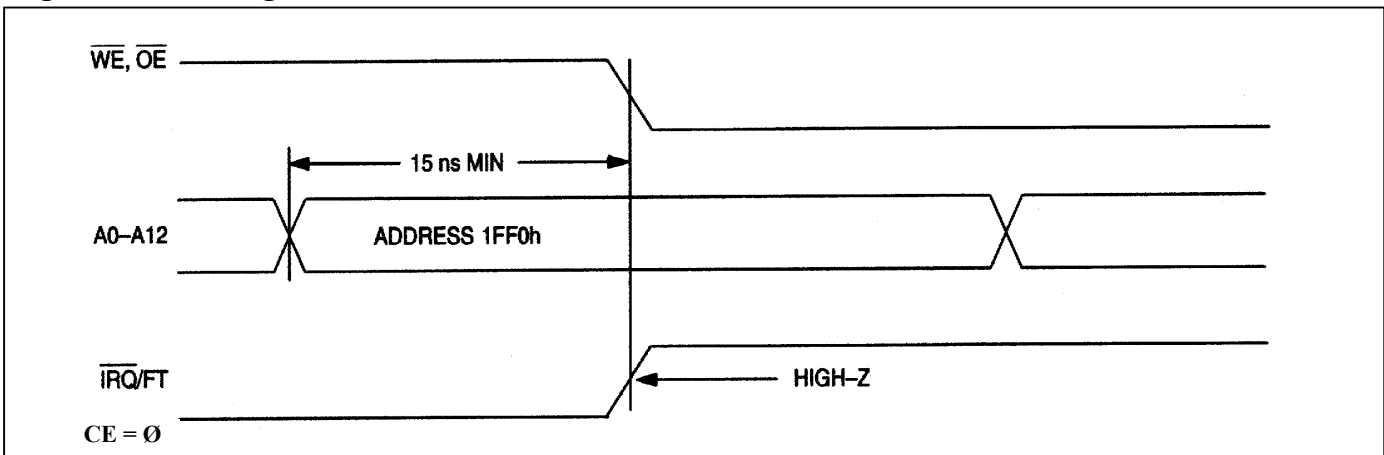 WE, OE
15 ns MIN
A0–A12
ADDRESS 1FF0h
IRQ/FT
HIGH–Z
CE = Ø